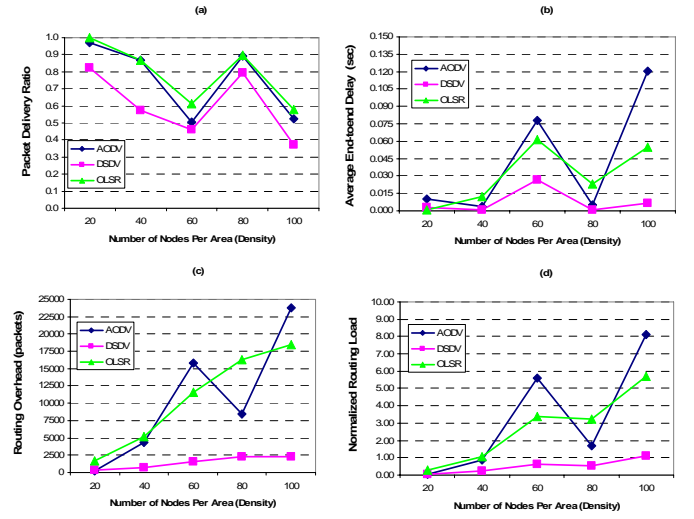 (a)
Packet Delivery Ratio
1.0
0.9
0.8
0.7
0.6
0.5
0.4
0.3
0.2
0.1
0.0
AODV
DSDV
OLSR
20 40 60 80 100
Number of Nodes Per Area (Density)
(b)
Average End-toend Delay (sec)
0.150
0.135
0.120
0.105
0.090
0.075
0.060
0.045
0.030
0.015
0.000
AODV
DSDV
OLSR
20 40 60 80 100
Number of Nodes Per Area (Density)
(c)
Routing Overhead (packets)
25000
22500
20000
17500
15000
12500
10000
7500
5000
2500
0
AODV
DSDV
OLSR
20 40 60 80 100
Number of Nodes Per Area (Density)
(d)
Normalized Routing Load
10.00
9.00
8.00
7.00
6.00
5.00
4.00
3.00
2.00
1.00
0.00
AODV
DSDV
OLSR
20 40 60 80 100
Number of Nodes Per Area (Density)